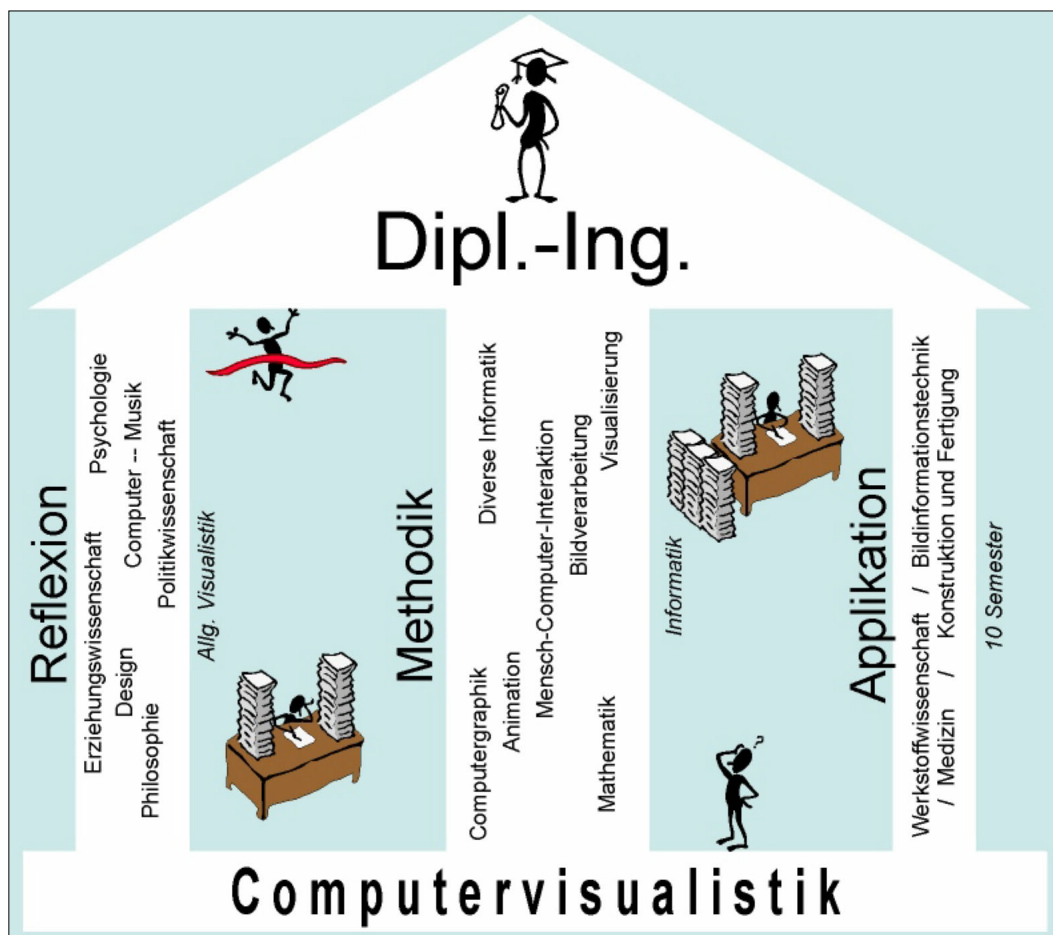 Dipl.-Ing.
Reflexion
Erziehungswissenschaft
Psychologie
Design
Computer -- Musik
Philosophie
Politikwissenschaft
Allg. Visualistik
Methodik
Computergraphik
Diverse Informatik
Animation
Mensch-Computer-Interaktion
Bildverarbeitung
Mathematik
Visualisierung
Informatik
Applikation
Werkstoffwissenschaft / Bildinformationstechnik
/ Medizin / Konstruktion und Fertigung
10 Semester
?
Computervisualistik